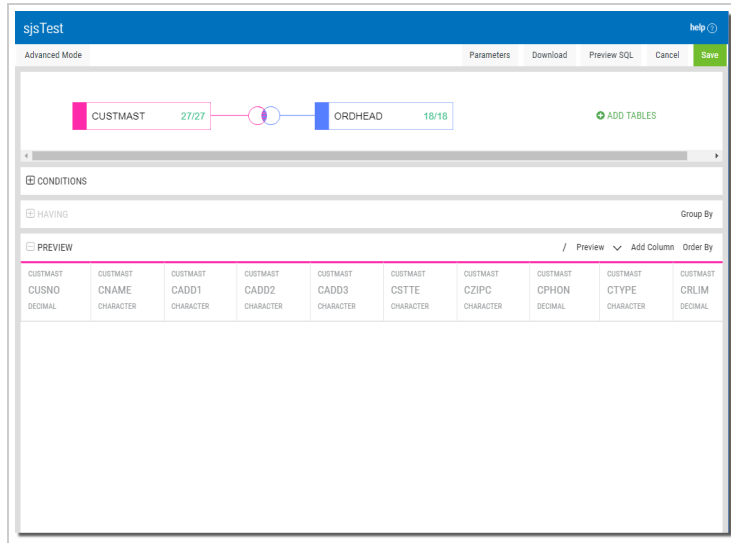 sjsTest help ?
Advanced Mode Parameters Download Preview SQL Cancel Save
CUSTMAST 27/27 ORDHEAD 18/18 ADD TABLES
CONDITIONS
HAVING Group By
PREVIEW / Preview Add Column Order By
CUSTMAST CUSTMAST CUSTMAST CUSTMAST CUSTMAST CUSTMAST CUSTMAST CUSTMAST CUSTMAST CUSTMAST
CUSNO CNAME CADD1 CADD2 CADD3 CSTTE CZIPC CPHON CTYPE CRLIM
DECIMAL CHARACTER CHARACTER CHARACTER CHARACTER CHARACTER CHARACTER DECIMAL CHARACTER DECIMAL